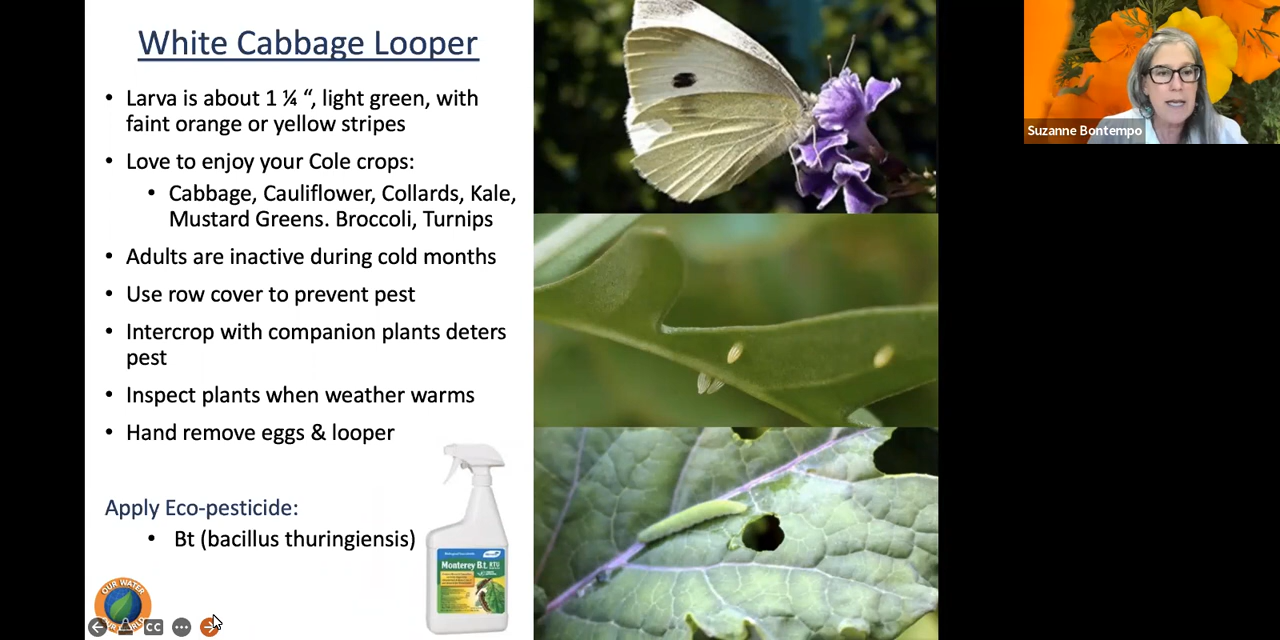 White Cabbage Looper
• Larva is about 1 ¼ “, light green, with
faint orange or yellow stripes
• Love to enjoy your Cole crops:
• Cabbage, Cauliflower, Collards, Kale,
Mustard Greens. Broccoli, Turnips
• Adults are inactive during cold months
• Use row cover to prevent pest
• Intercrop with companion plants deters
pest
• Inspect plants when weather warms
• Hand remove eggs & looper
Apply Eco-pesticide:
• Bt (bacillus thuringiensis)
Monterey B.t. RTU
OUR WATER
CC
Suzanne Bontempo